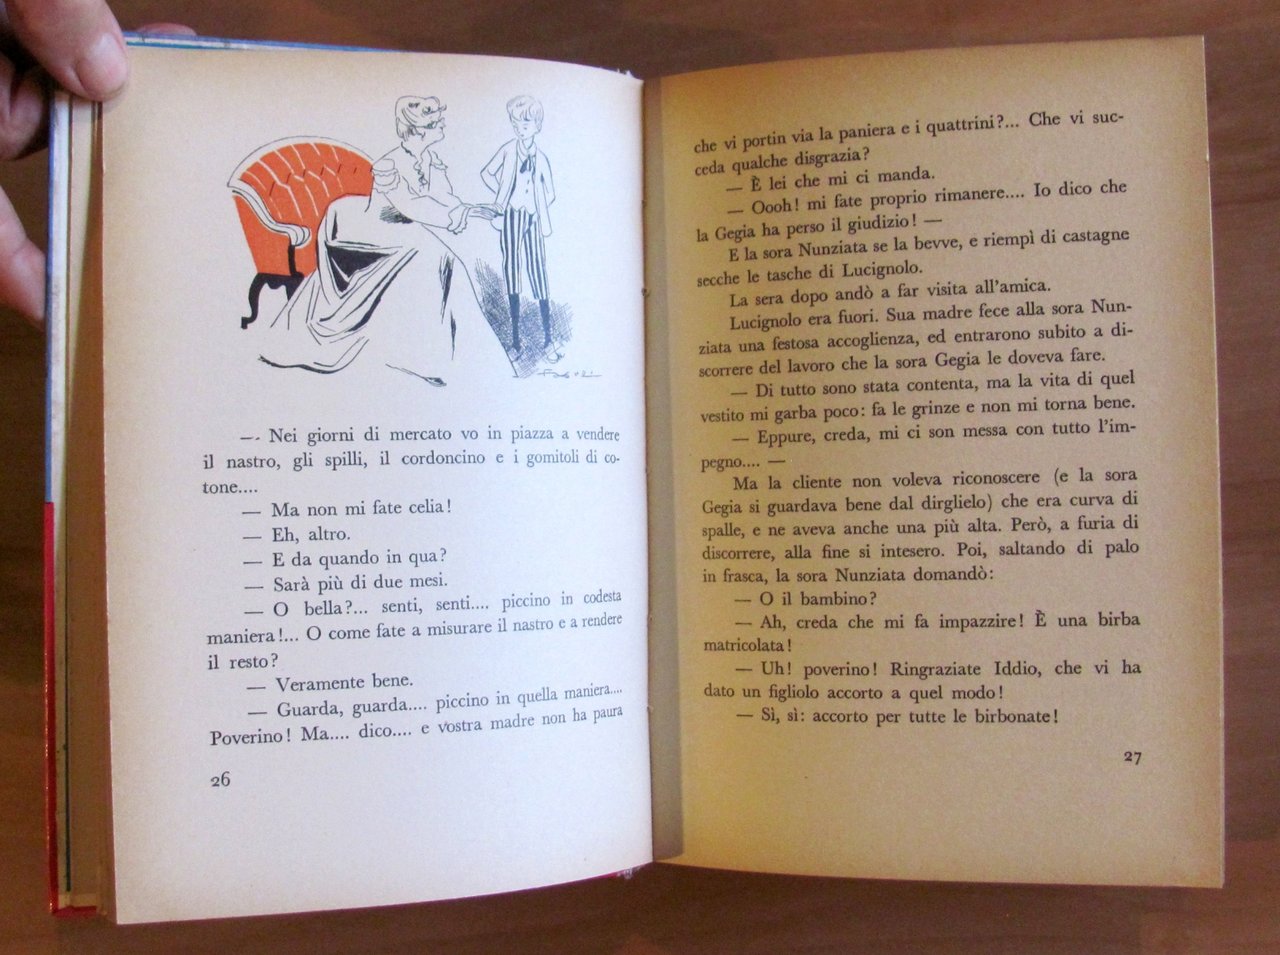 —. Nei giorni di mercato vo in piazza a vendere
il nastro, gli spilli, il cordoncino e i gomitoli di co-
tone....
— Ma non mi fate celia!
— Eh, altro.
— E da quando in qua?
— Sarà più di due mesi.
— O bella?... senti, senti.... piccino in codesta
maniera!... O come fate a misurare il nastro e a rendere
il resto?
— Veramente bene.
— Guarda, guarda.... piccino in quella maniera....
Poverino! Ma.... dico.... e vostra madre non ha paura
26
che vi portin via la paniera e i quattrini?... Che vi suc-
ceda qualche disgrazia?
— È lei che mi ci manda.
— Oooh! mi fate proprio rimanere.... Io dico che
la Gegia ha perso il giudizio! —
E la sora Nunziata se la bevve, e riempì di castagne
secche le tasche di Lucignolo.
La sera dopo andò a far visita all'amica.
Lucignolo era fuori. Sua madre fece alla sora Nun-
ziata una festosa accoglienza, ed entrarono subito a di-
scorrere del lavoro che la sora Gegia le doveva fare.
— Di tutto sono stata contenta, ma la vita di quel
vestito mi garba poco: fa le grinze e non mi torna bene.
— Eppure, creda, mi ci son messa con tutto l'im-
pegno.... —
Ma la cliente non voleva riconoscere (e la sora
Gegia si guardava bene dal dirglielo) che era curva di
spalle, e ne aveva anche una più alta. Però, a furia di
discorrere, alla fine si intesero. Poi, saltando di palo
in frasca, la sora Nunziata domandò:
— O il bambino?
— Ah, creda che mi fa impazzire! È una birba
matricolata!
— Uh! poverino! Ringraziate Iddio, che vi ha
dato un figliolo accorto a quel modo!
— Sì, sì: accorto per tutte le birbonate!
27